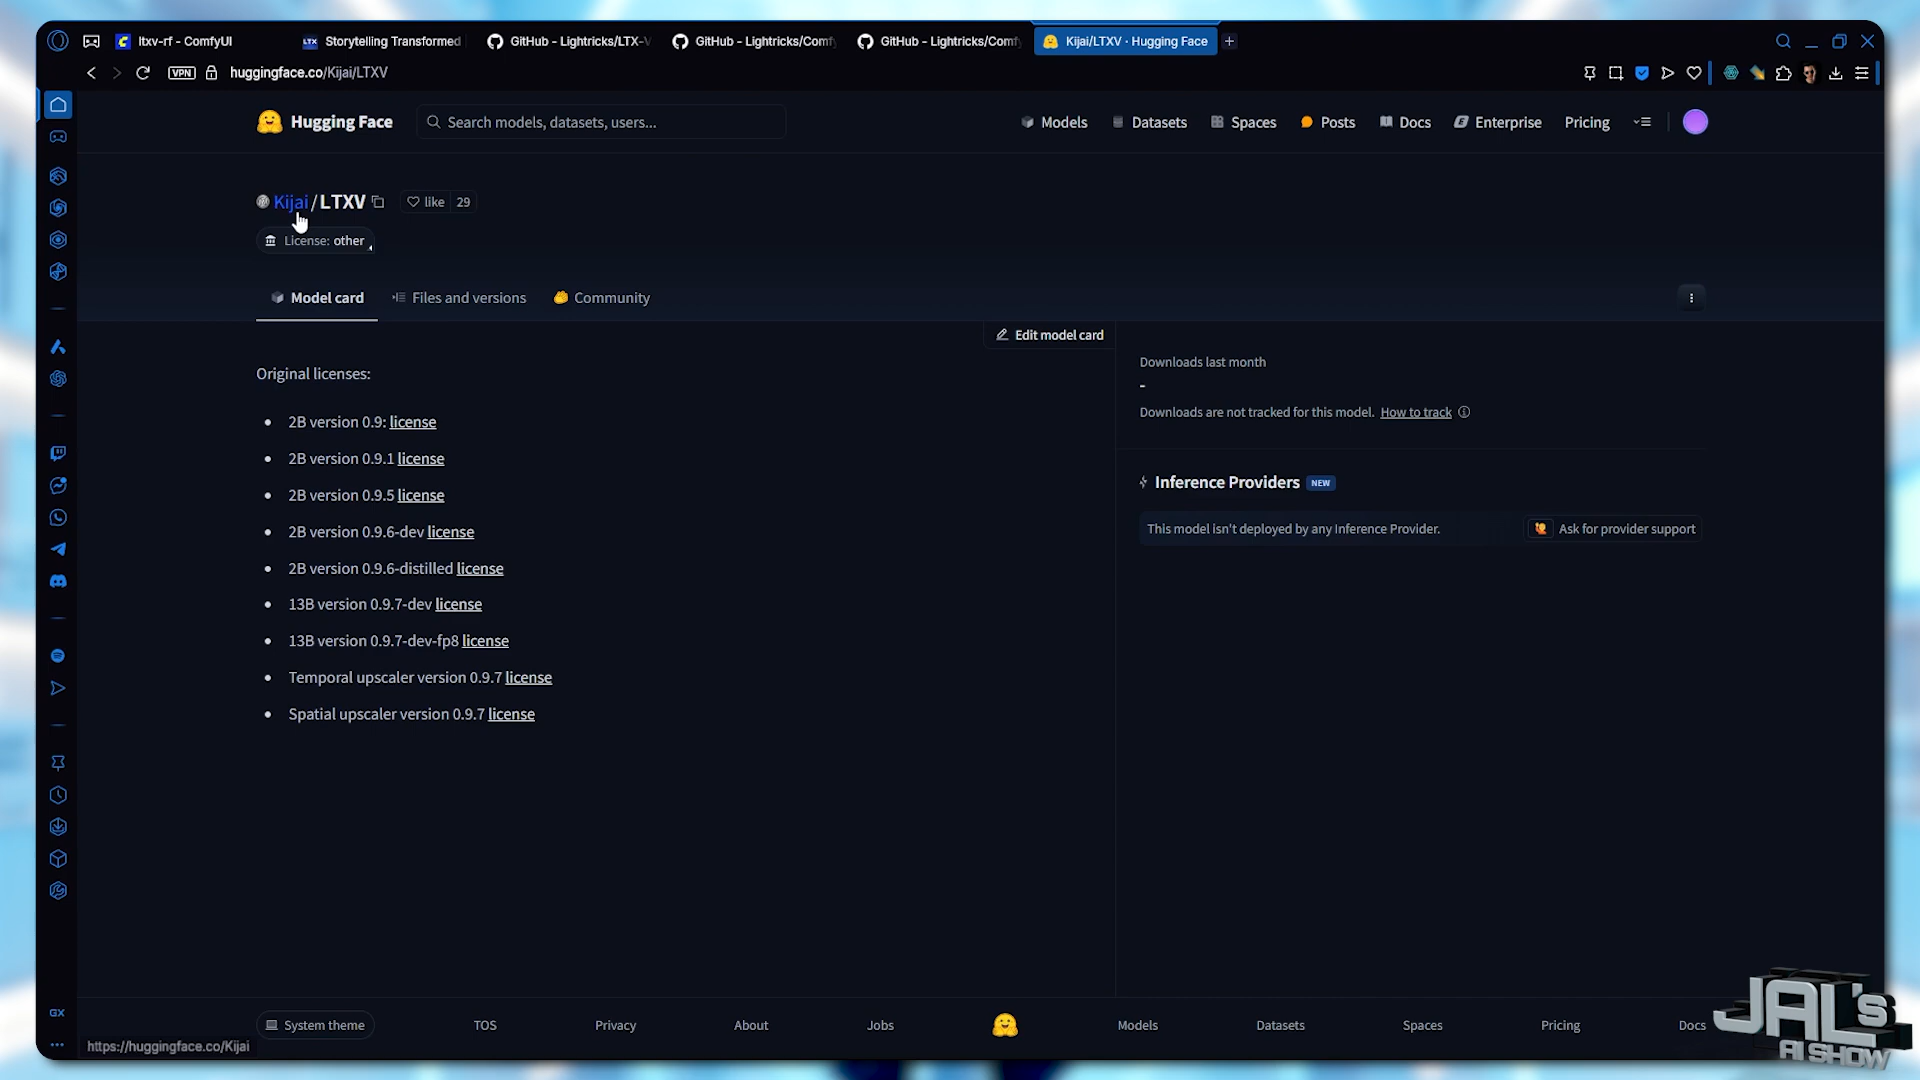 ltxv-rf - ComfyUI
LTX Storytelling Transformed
GitHub - Lightricks/LTX-V
GitHub - Lightricks/Comf
GitHub - Lightricks/Comfy
Kijai/LTXV · Hugging Face
VPN huggingface.co/Kijai/LTXV
Hugging Face
Search models, datasets, users...
Models
Datasets
Spaces
Posts
Docs
Enterprise
Pricing
Kijai/LTXV
like 29
License: other
Model card
Files and versions
Community
Edit model card
Original licenses:
2B version 0.9: license
2B version 0.9.1 license
2B version 0.9.5 license
2B version 0.9.6-dev license
2B version 0.9.6-distilled license
13B version 0.9.7-dev license
13B version 0.9.7-dev-fp8 license
Temporal upscaler version 0.9.7 license
Spatial upscaler version 0.9.7 license
Downloads last month
-
Downloads are not tracked for this model. How to track
Inference Providers NEW
This model isn't deployed by any Inference Provider.
Ask for provider support
GX
System theme
TOS
Privacy
About
Jobs
Models
Datasets
Spaces
Pricing
Docs
https://huggingface.co/Kijai
JAL's
AI SHOW